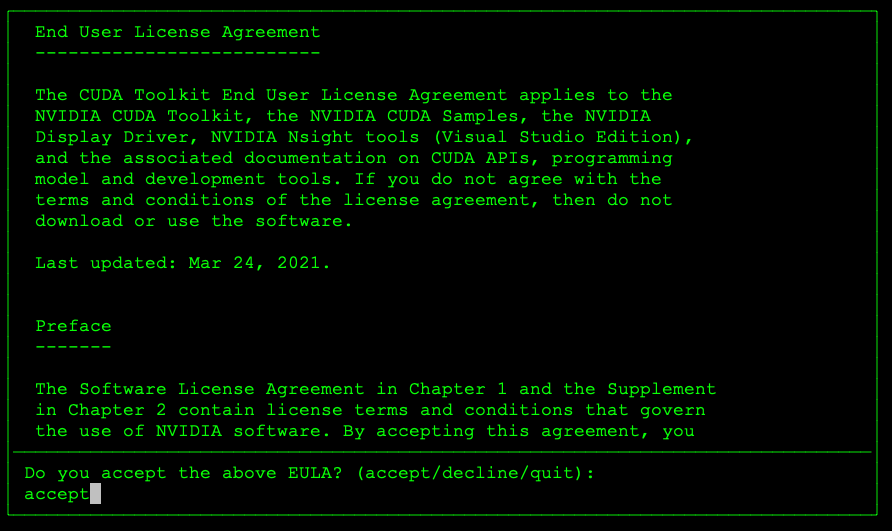 End User License Agreement
--------------------------
The CUDA Toolkit End User License Agreement applies to the
NVIDIA CUDA Toolkit, the NVIDIA CUDA Samples, the NVIDIA
Display Driver, NVIDIA Nsight tools (Visual Studio Edition),
and the associated documentation on CUDA APIs, programming
model and development tools. If you do not agree with the
terms and conditions of the license agreement, then do not
download or use the software.
Last updated: Mar 24, 2021.
Preface
-------
The Software License Agreement in Chapter 1 and the Supplement
in Chapter 2 contain license terms and conditions that govern
the use of NVIDIA software. By accepting this agreement, you
Do you accept the above EULA? (accept/decline/quit):
accept